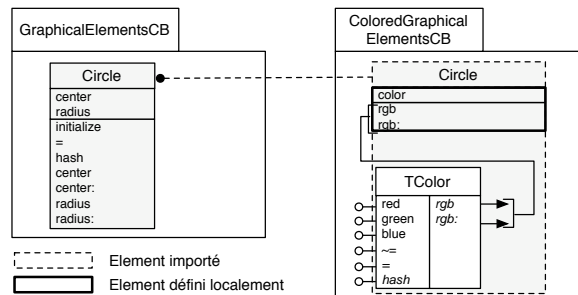 GraphicalElementsCB
Circle
center
radius
initialize
=
hash
center
center:
radius
radius:
ColoredGraphical
ElementsCB
Circle
color
rgb
rgb:
TColor
red rgb
green rgb:
blue
~=
=
hash
Element importé
Element défini localement